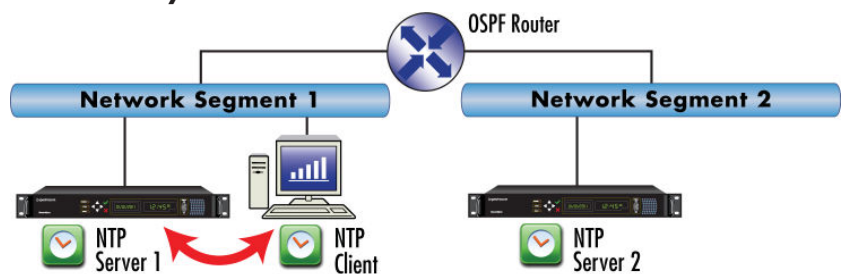 OSPF Router
Network Segment 1
Network Segment 2
NTP
Server 1
NTP
Client
NTP
Server 2